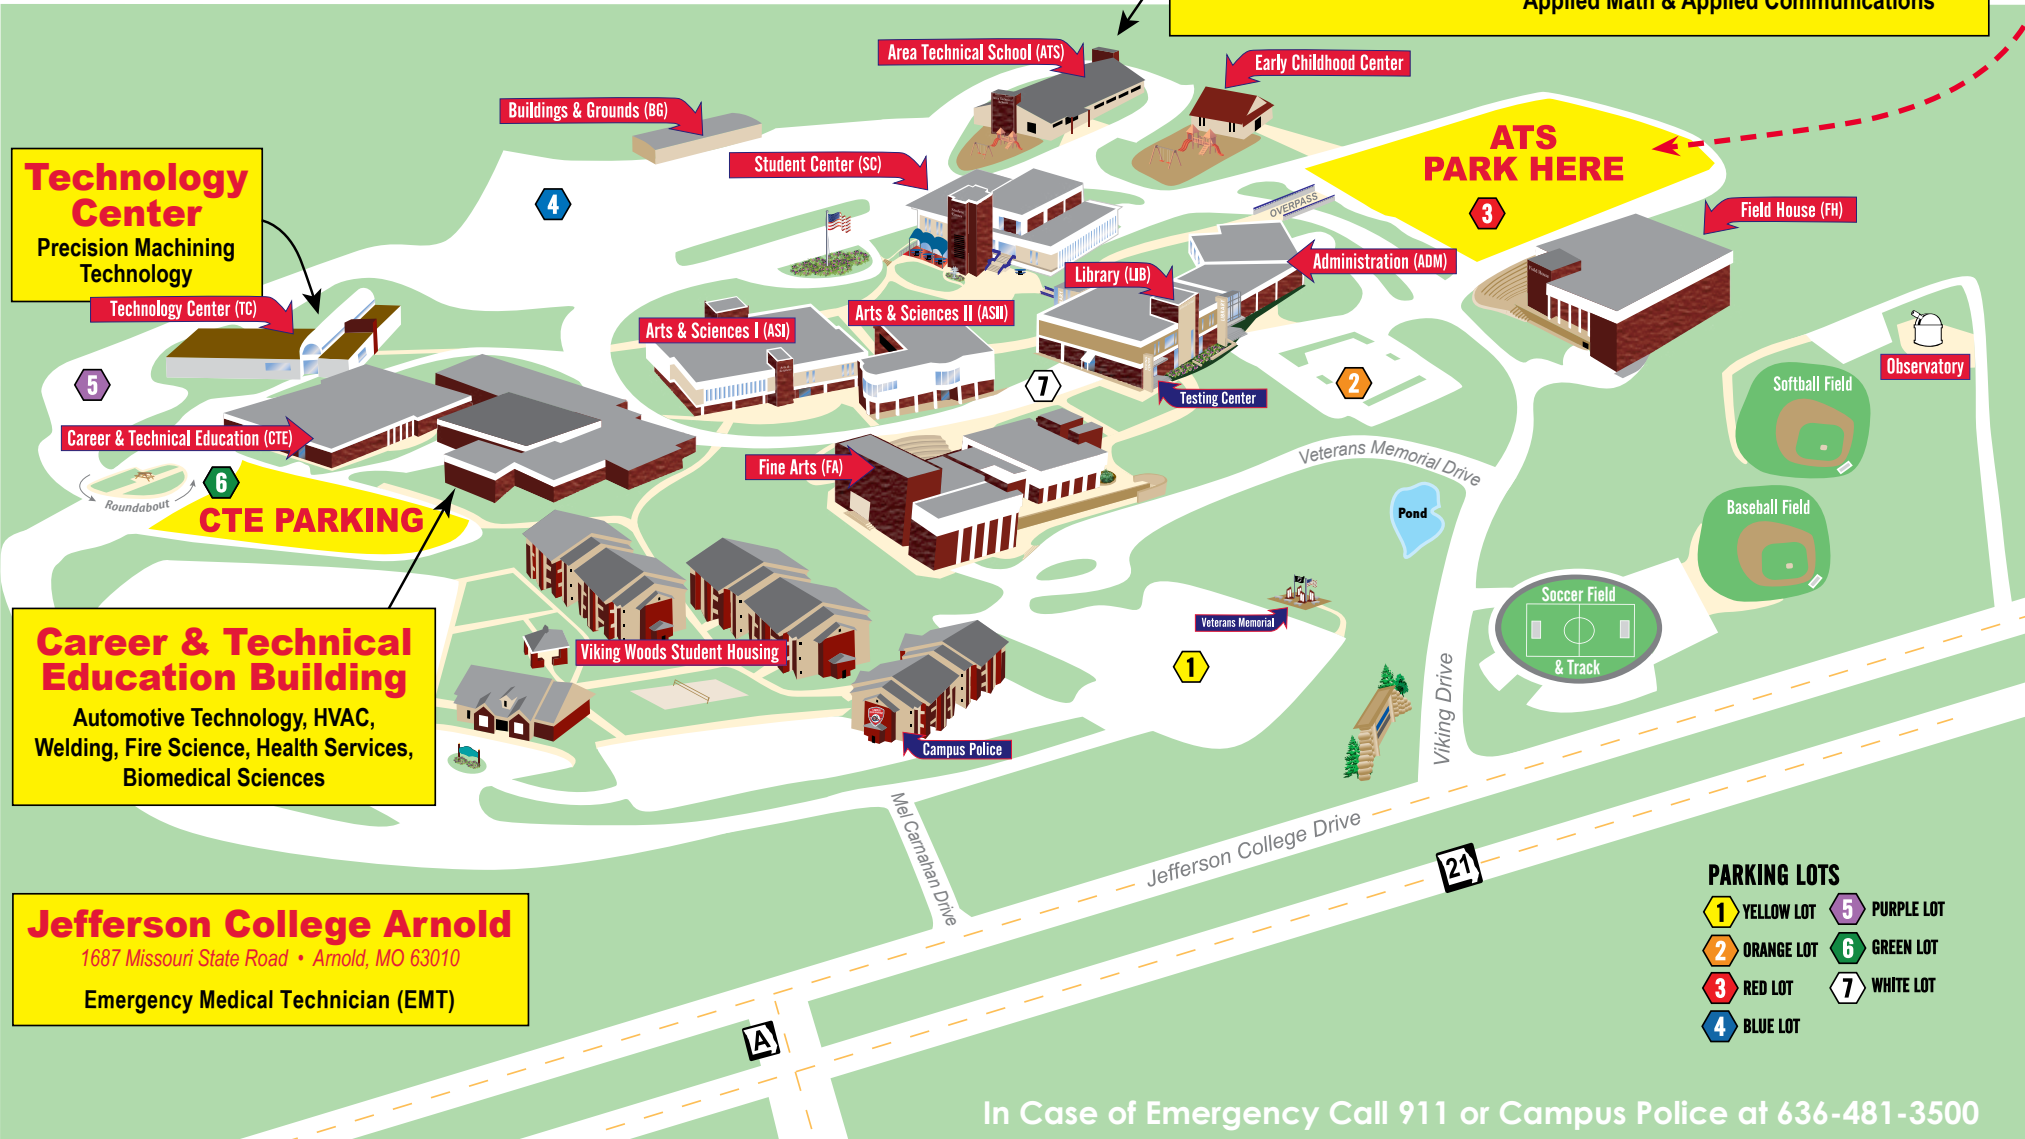 Applied Math & Applied Communications
Area Technical School (ATS)
Early Childhood Center
Buildings & Grounds (BG)
Student Center (SC)
ATS
PARK HERE
3
Technology
Center
Precision Machining
Technology
4
OVERPASS
Field House (FH)
Field House
Administration (ADM)
Library (LIB)
Technology Center (TC)
Arts & Sciences I (ASI)
Arts & Sciences II (ASII)
Observatory
5
7
2
Testing Center
Softball Field
Career & Technical Education (CTE)
Fine Arts (FA)
Veterans Memorial Drive
6
Roundabout
CTE PARKING
Pond
Baseball Field
Soccer Field
& Track
Veterans Memorial
Viking Woods Student Housing
1
Career & Technical
Education Building
Automotive Technology, HVAC,
Welding, Fire Science, Health Services,
Biomedical Sciences
Campus Police
Viking Drive
Mel Carnahan Drive
Jefferson College Drive
21
A
Jefferson College Arnold
1687 Missouri State Road • Arnold, MO 63010
Emergency Medical Technician (EMT)
PARKING LOTS
1 YELLOW LOT
2 ORANGE LOT
3 RED LOT
4 BLUE LOT
5 PURPLE LOT
6 GREEN LOT
7 WHITE LOT
In Case of Emergency Call 911 or Campus Police at 636-481-3500